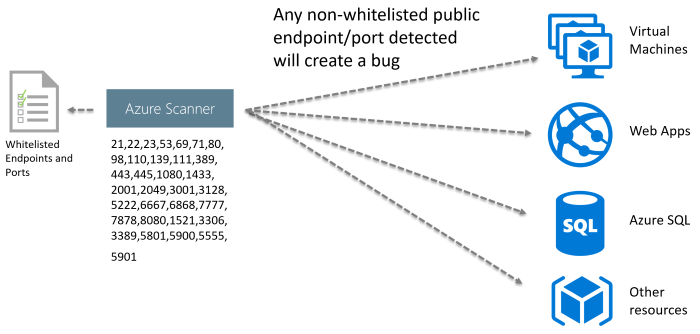 Any non-whitelisted public
endpoint/port detected
will create a bug
Virtual
Machines
Azure Scanner
Whitelisted
Endpoints and
Ports
21,22,23,53,69,71,80,
98,110,139,111,389,
443,445,1080,1433,
2001,2049,3001,3128,
5222,6667,6868,7777,
7878,8080,1521,3306,
3389,5801,5900,5555,
5901
Web Apps
SQL
Azure SQL
Other
resources